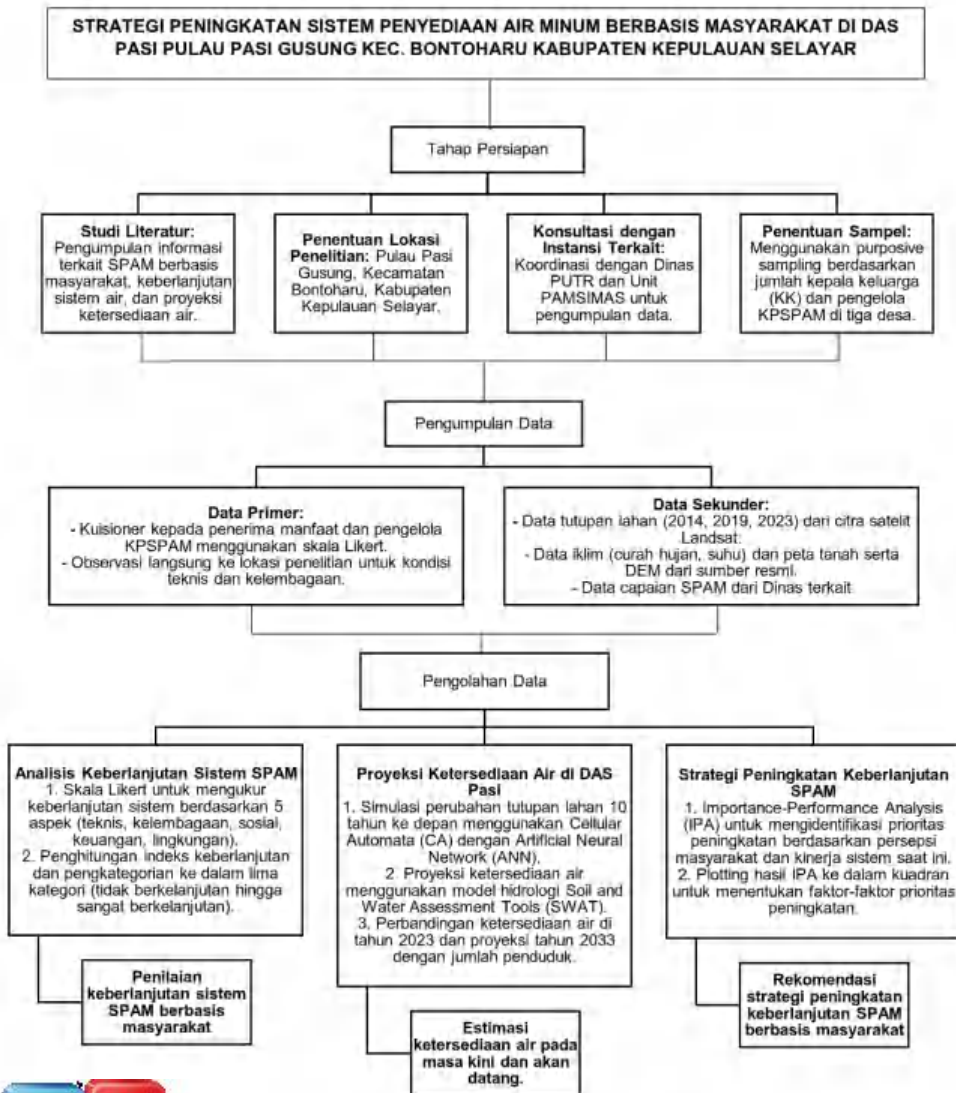 STRATEGI PENINGKATAN SISTEM PENYEDIAAN AIR MINUM BERBASIS MASYARAKAT DI DAS
PASI PULAU PASI GUSUNG KEC. BONTOHARU KABUPATEN KEPULAUAN SELAYAR
Tahap Persiapan
Studi Literatur:
Pengumpulan informasi
terkait SPAM berbasis
masyarakat, keberlanjutan
sistem air, dan proyeksi
ketersediaan air.
Penentuan Lokasi
Penelitian: Pulau Pasi
Gusung, Kecamatan
Bontoharu, Kabupaten
Kepulauan Selayar.
Konsultasi dengan
Instansi Terkait:
Koordinasi dengan Dinas
PUTR dan Unit
PAMSIMAS untuk
pengumpulan data.
Penentuan Sampel:
Menggunakan purposive
sampling berdasarkan
jumlah kepala keluarga
(KK) dan pengelola
KPSPAM di tiga desa.
Pengumpulan Data
Data Primer:
- Kuisioner kepada penerima manfaat dan pengelola
KPSPAM menggunakan skala Likert.
- Observasi langsung ke lokasi penelitian untuk kondisi
teknis dan kelembagaan.
Data Sekunder:
- Data tutupan lahan (2014, 2019, 2023) dari citra satelit
Landsat.
- Data iklim (curah hujan, suhu) dan peta tanah serta
DEM dari sumber resmi.
- Data capaian SPAM dari Dinas terkait
Pengolahan Data
Analisis Keberlanjutan Sistem SPAM
1. Skala Likert untuk mengukur
keberlanjutan sistem berdasarkan 5
aspek (teknis, kelembagaan, sosial,
keuangan, lingkungan).
2. Penghitungan indeks keberlanjutan
dan pengkategorian ke dalam lima
kategori (tidak berkelanjutan hingga
sangat berkelanjutan).
Penilaian
keberlanjutan sistem
SPAM berbasis
masyarakat
Proyeksi Ketersediaan Air di DAS
Pasi
1. Simulasi perubahan tutupan lahan 10
tahun ke depan menggunakan Cellular
Automata (CA) dengan Artificial Neural
Network (ANN).
2. Proyeksi ketersediaan air
menggunakan model hidrologi Soil and
Water Assessment Tools (SWAT).
3. Perbandingan ketersediaan air di
tahun 2023 dan proyeksi tahun 2033
dengan jumlah penduduk.
Estimasi
ketersediaan air pada
masa kini dan akan
datang.
Strategi Peningkatan Keberlanjutan
SPAM
1. Importance-Performance Analysis
(IPA) untuk mengidentifikasi prioritas
peningkatan berdasarkan persepsi
masyarakat dan kinerja sistem saat ini.
2. Plotting hasil IPA ke dalam kuadran
untuk menentukan faktor-faktor prioritas
peningkatan.
Rekomendasi
strategi peningkatan
keberlanjutan SPAM
berbasis masyarakat